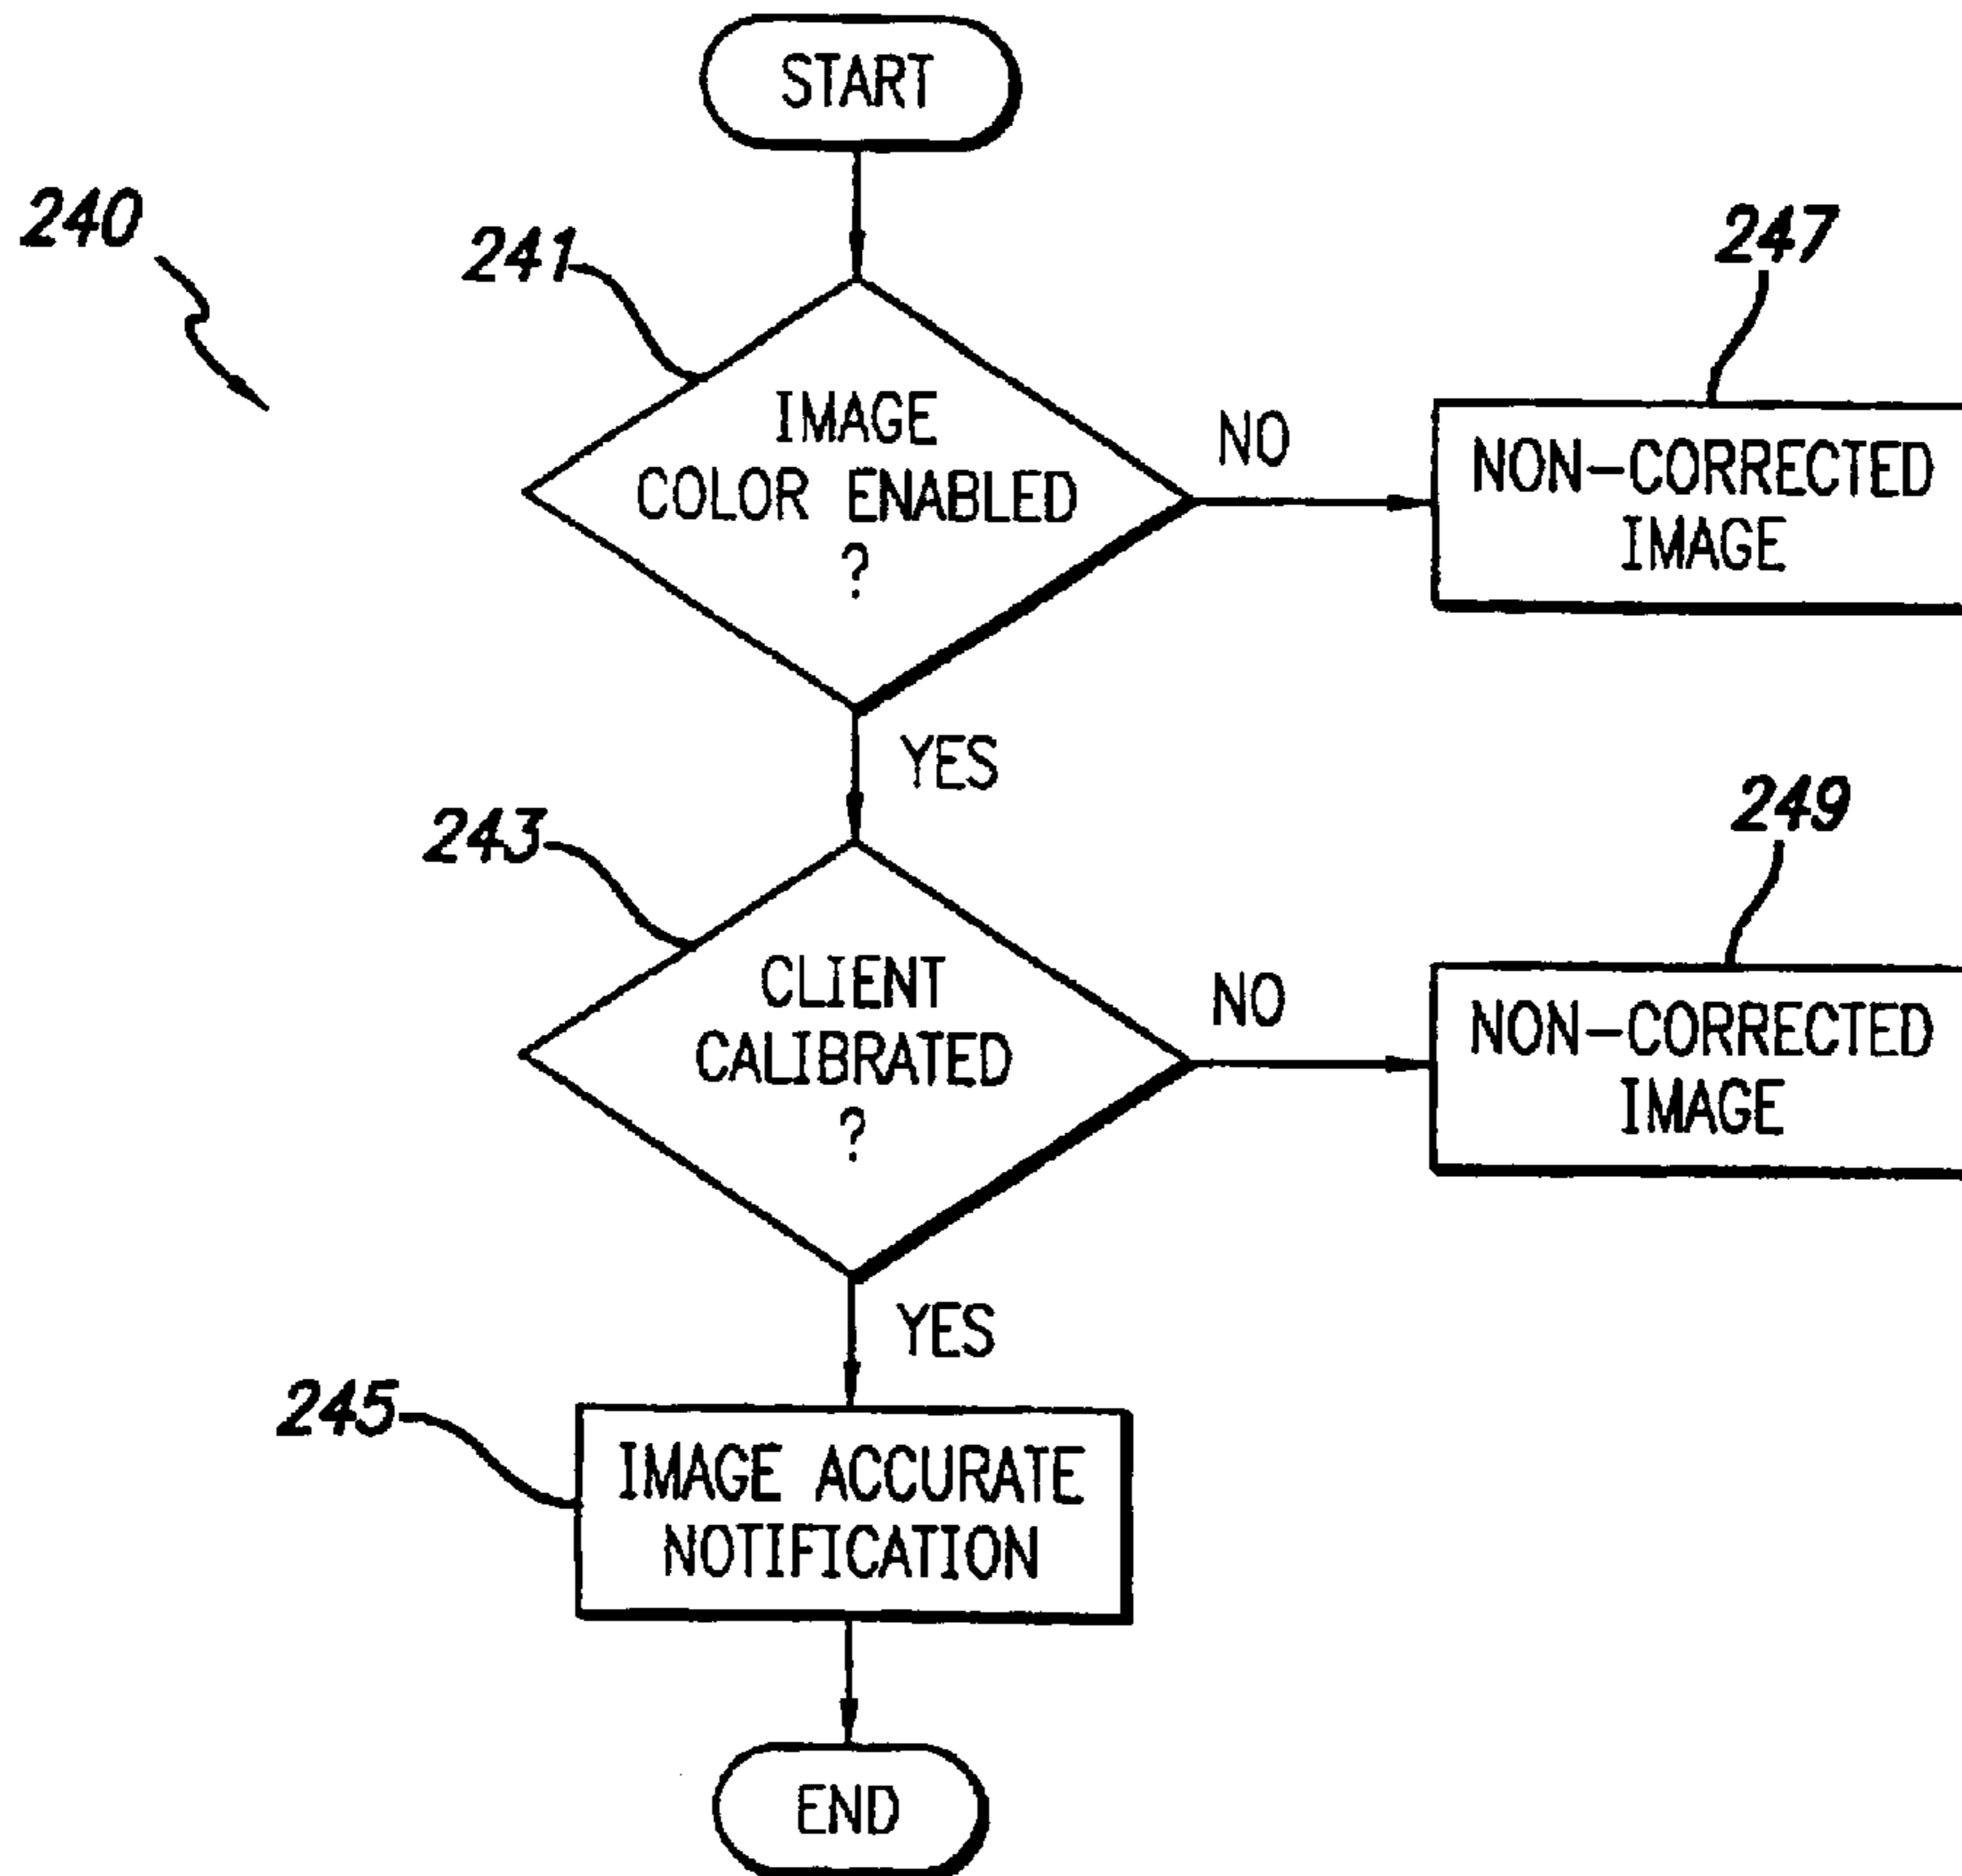 START
240
241
247
IMAGE
COLOR ENABLED
?
NO
NON-CORRECTED
IMAGE
YES
243
249
CLIENT
CALIBRATED
?
NO
NON-CORRECTED
IMAGE
YES
245
IMAGE ACCURATE
NOTIFICATION
END